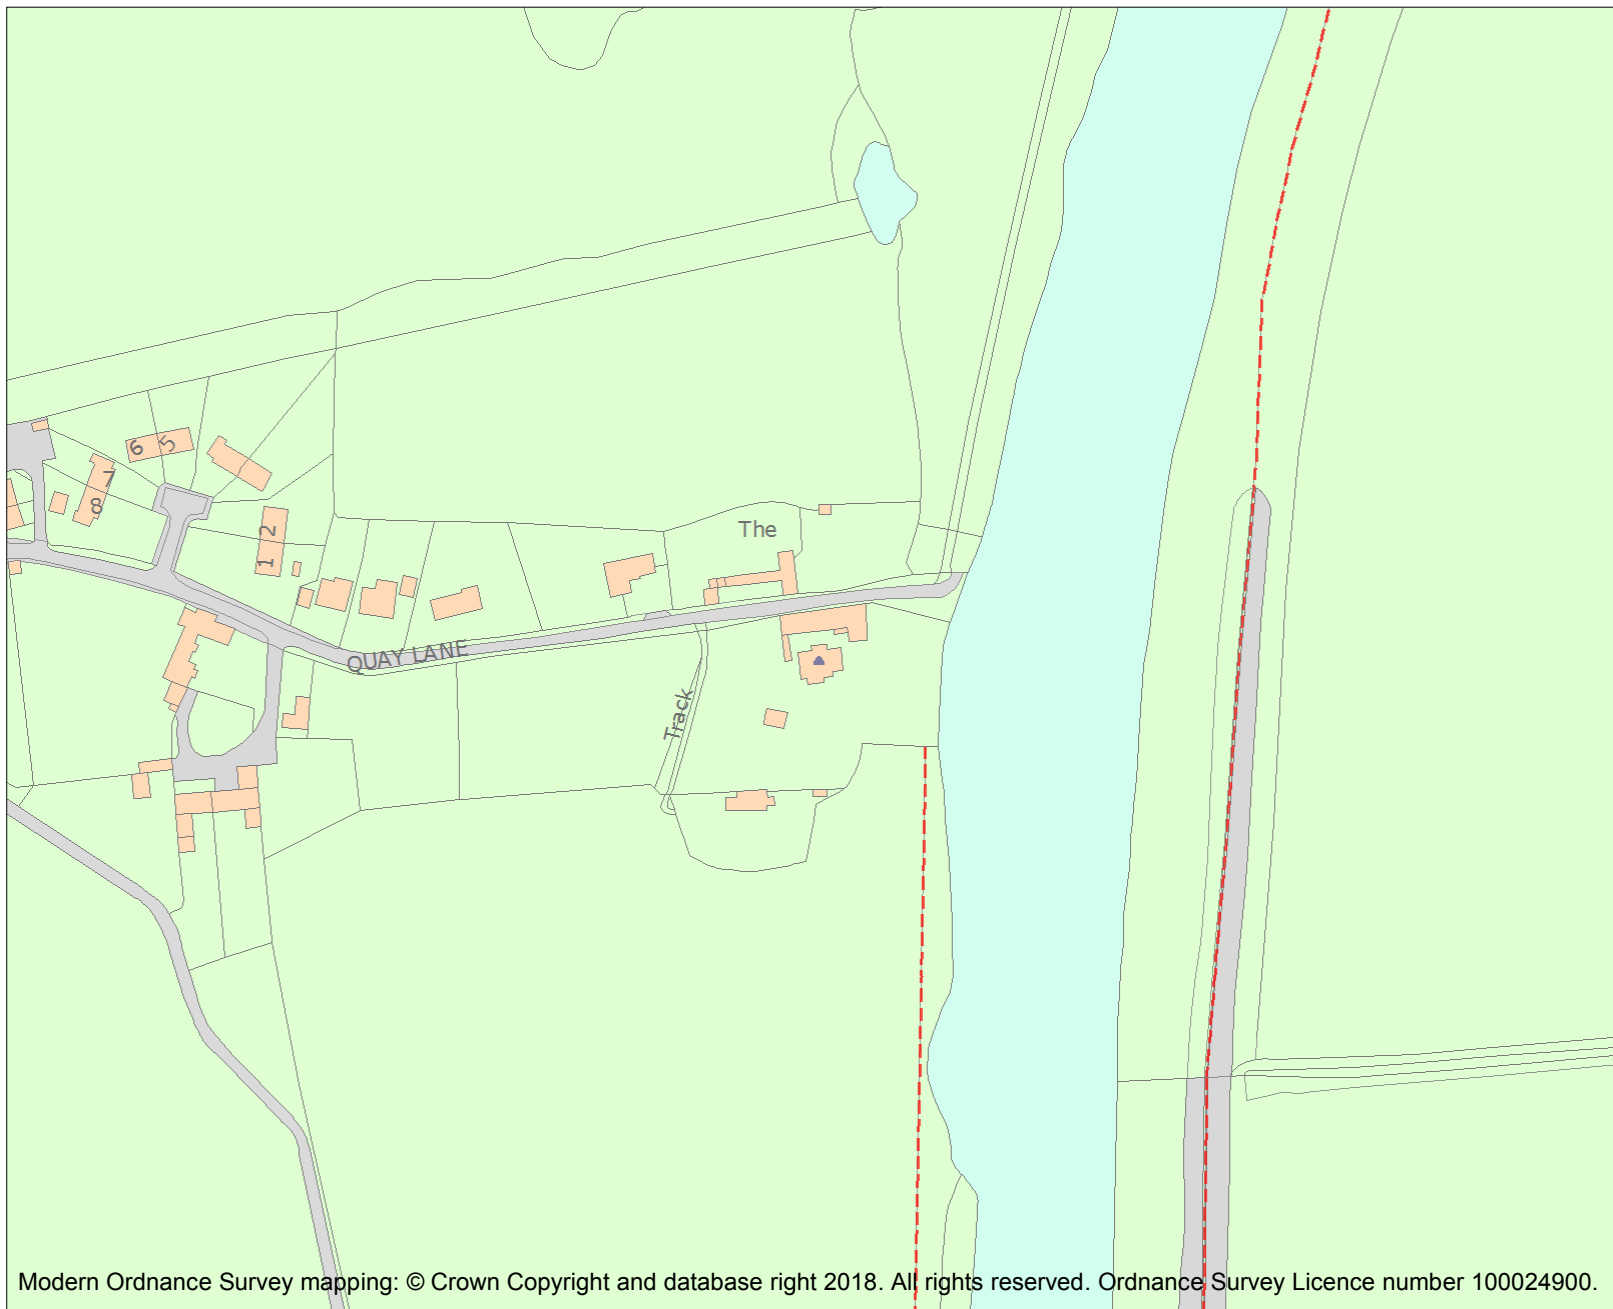 6 5
7
8
2
1
The
QUAY LANE
Track
Modern Ordnance Survey mapping: © Crown Copyright and database right 2018. All rights reserved. Ordnance Survey Licence number 100024900.